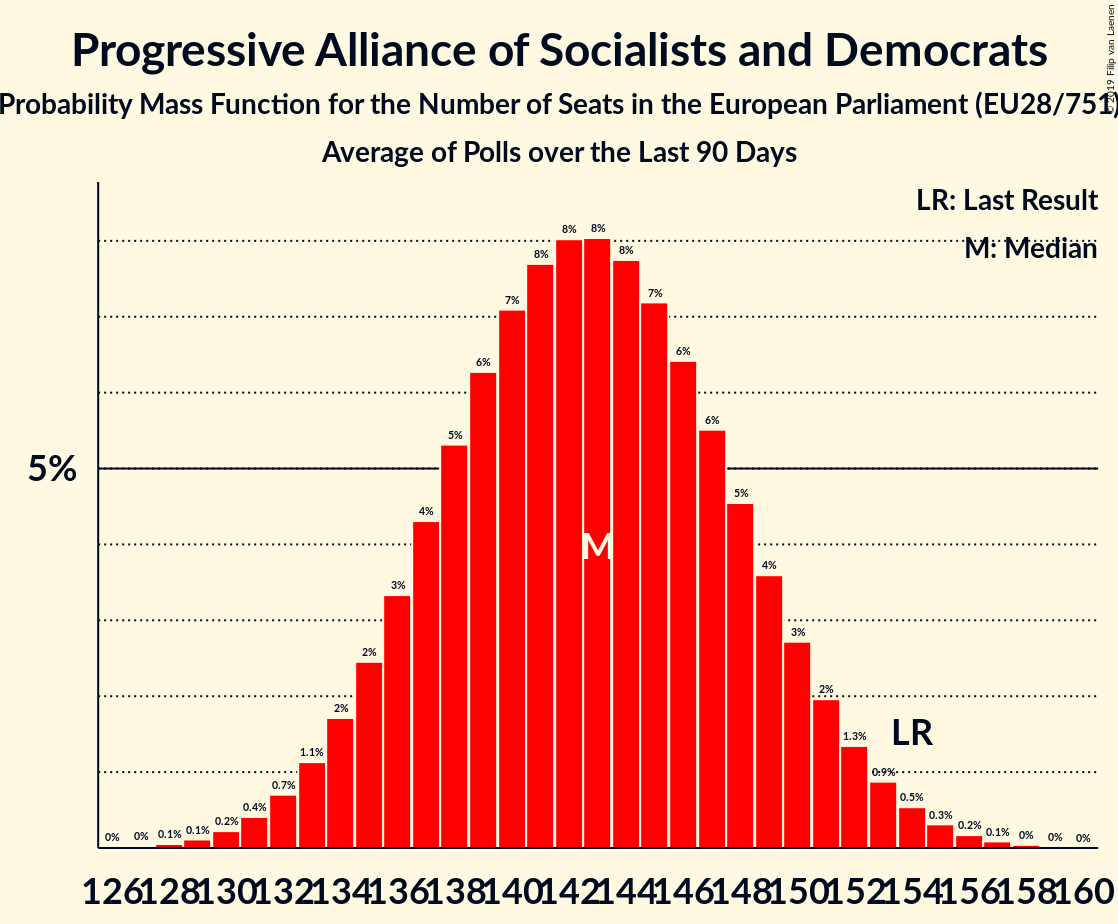 Progressive Alliance of Socialists and Democrats
Probability Mass Function for the Number of Seats in the European Parliament (EU28/751)
Average of Polls over the Last 90 Days
© 2019 Filip van Laenen
LR: Last Result
M: Median
5%
0% 0% 0.1% 0.1% 0.2% 0.4% 0.7% 1.1% 2% 2% 3% 4% 5% 6% 7% 8% 8% 8% 8% 7% 6% 6% 5% 4% 3% 2% 1.3% 0.9% 0.5% 0.3% 0.2% 0.1% 0% 0% 0%
M
LR
126 128 130 132 134 136 138 140 142 144 146 148 150 152 154 156 158 160